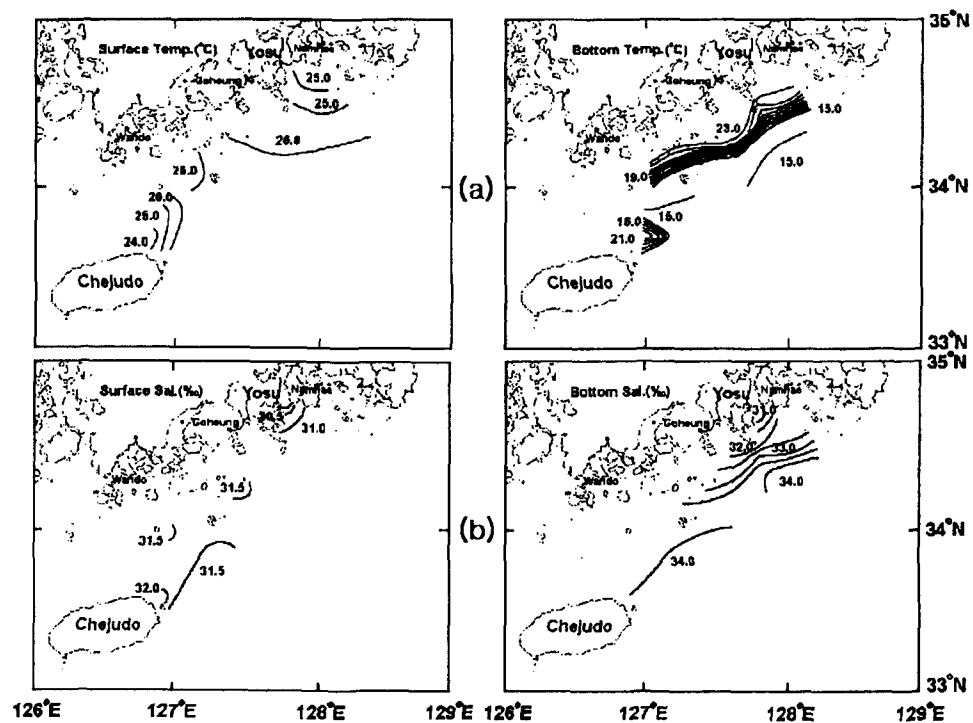 Surface Temp.(°C)
Yosu
Namhae
Goheung
Wando
25.0
25.0
26.0
25.0
26.0
25.0
24.0
Chejudo
(a)
Bottom Temp.(°C)
Yosu
Namhae
Goheung
Wando
23.0
15.0
15.0
19.0
15.0
18.0
21.0
Chejudo
35°N
34°N
33°N
Surface Sal.(‰)
Yosu
Namhae
Goheung
Wando
30.5
31.0
31.5
31.5
31.5
32.0
Chejudo
(b)
Bottom Sal.(‰)
Yosu
Namhae
Goheung
Wando
31.0
32.0
33.0
34.0
34.0
Chejudo
35°N
34°N
33°N
126°E 127°E 128°E 129°E
126°E 127°E 128°E 129°E